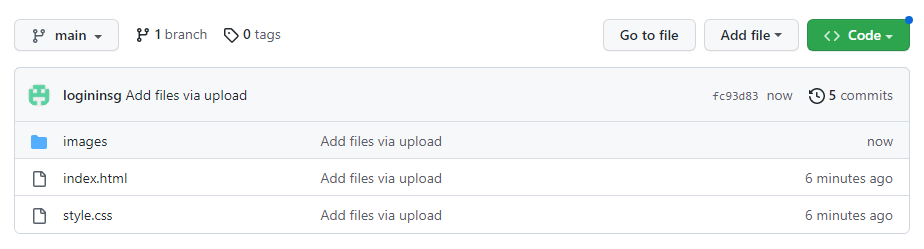 main 1 branch 0 tags Go to file Add file Code
logininsg Add files via upload fc93d83 now 5 commits
images Add files via upload now
index.html Add files via upload 6 minutes ago
style.css Add files via upload 6 minutes ago